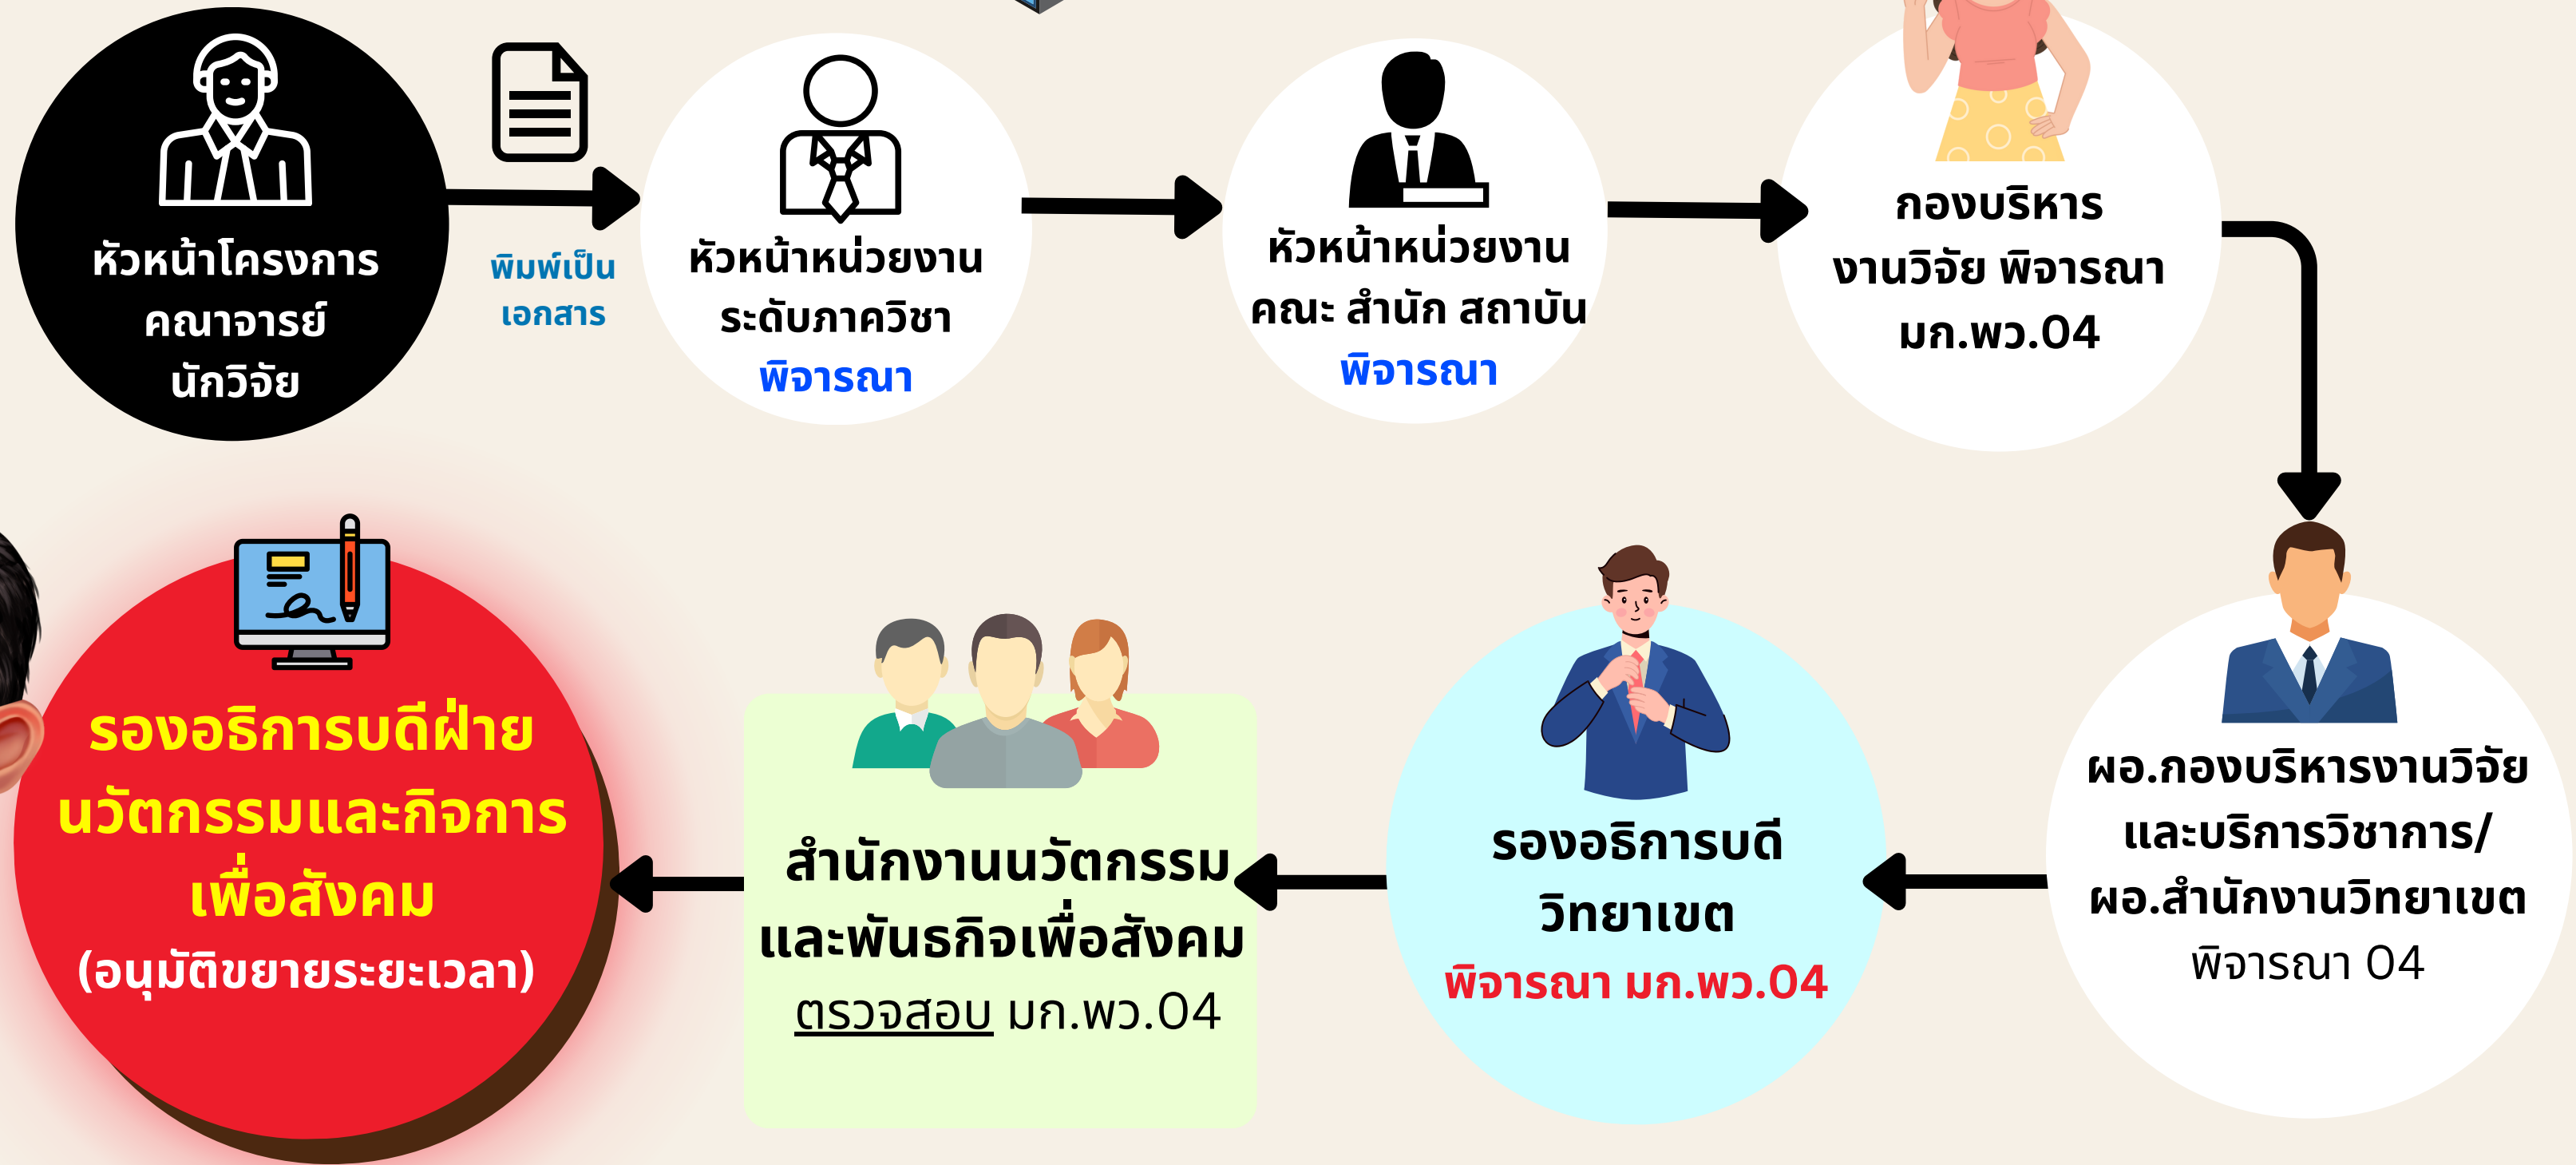 หัวหน้าโครงการ
คณาจารย์
นักวิจัย
พิมพ์เป็น
เอกสาร
หัวหน้าหน่วยงาน
ระดับภาควิชา
พิจารณา
หัวหน้าหน่วยงาน
คณะ สำนัก สถาบัน
พิจารณา
กองบริหาร
งานวิจัย พิจารณา
มก.พว.04
ผอ.กองบริหารงานวิจัย
และบริการวิชาการ/
ผอ.สำนักงานวิทยาเขต
พิจารณา 04
รองอธิการบดี
วิทยาเขต
พิจารณา มก.พว.04
สำนักงานนวัตกรรม
และพันธกิจเพื่อสังคม
ตรวจสอบ มก.พว.04
รองอธิการบดีฝ่าย
นวัตกรรมและกิจการ
เพื่อสังคม
(อนุมัติขยายระยะเวลา)